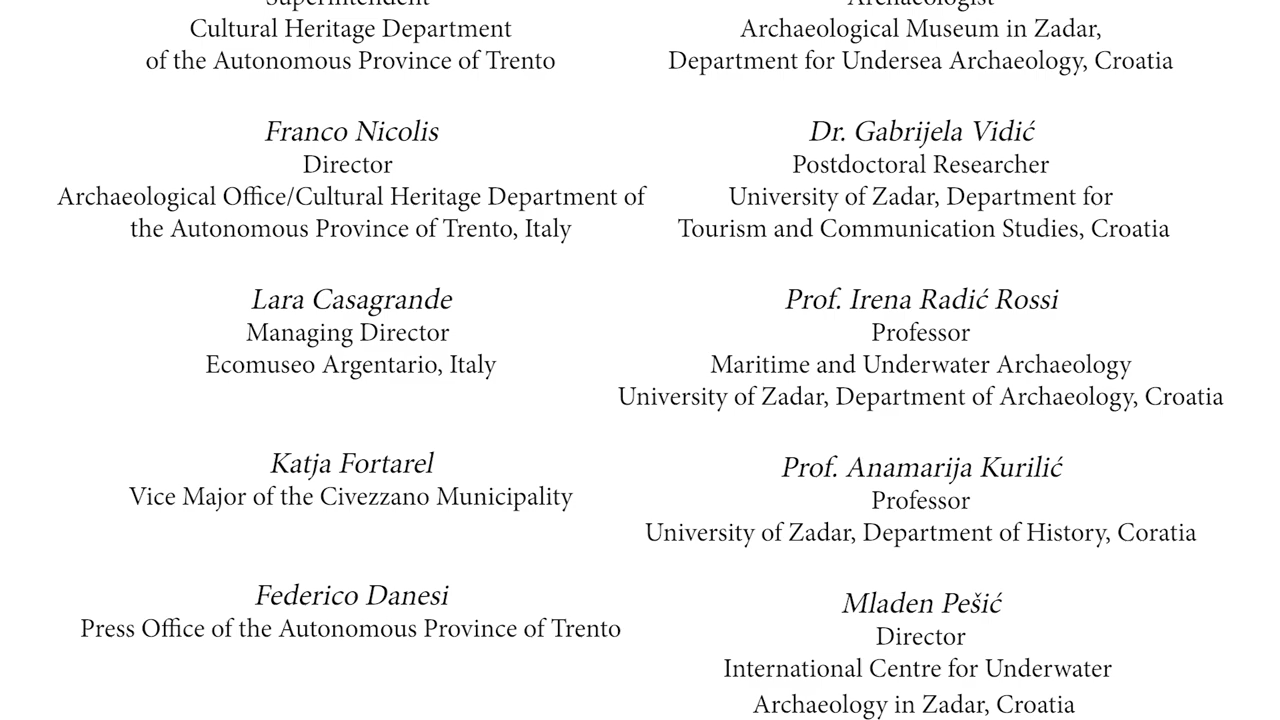 Superintendent
Cultural Heritage Department
of the Autonomous Province of Trento
Franco Nicolis
Director
Archaeological Office/Cultural Heritage Department of
the Autonomous Province of Trento, Italy
Lara Casagrande
Managing Director
Ecomuseo Argentario, Italy
Katja Fortarel
Vice Major of the Civezzano Municipality
Federico Danesi
Press Office of the Autonomous Province of Trento
Archaeologist
Archaeological Museum in Zadar,
Department for Undersea Archaeology, Croatia
Dr. Gabrijela Vidić
Postdoctoral Researcher
University of Zadar, Department for
Tourism and Communication Studies, Croatia
Prof. Irena Radić Rossi
Professor
Maritime and Underwater Archaeology
University of Zadar, Department of Archaeology, Croatia
Prof. Anamarija Kurilić
Professor
University of Zadar, Department of History, Coratia
Mladen Pešić
Director
International Centre for Underwater
Archaeology in Zadar, Croatia